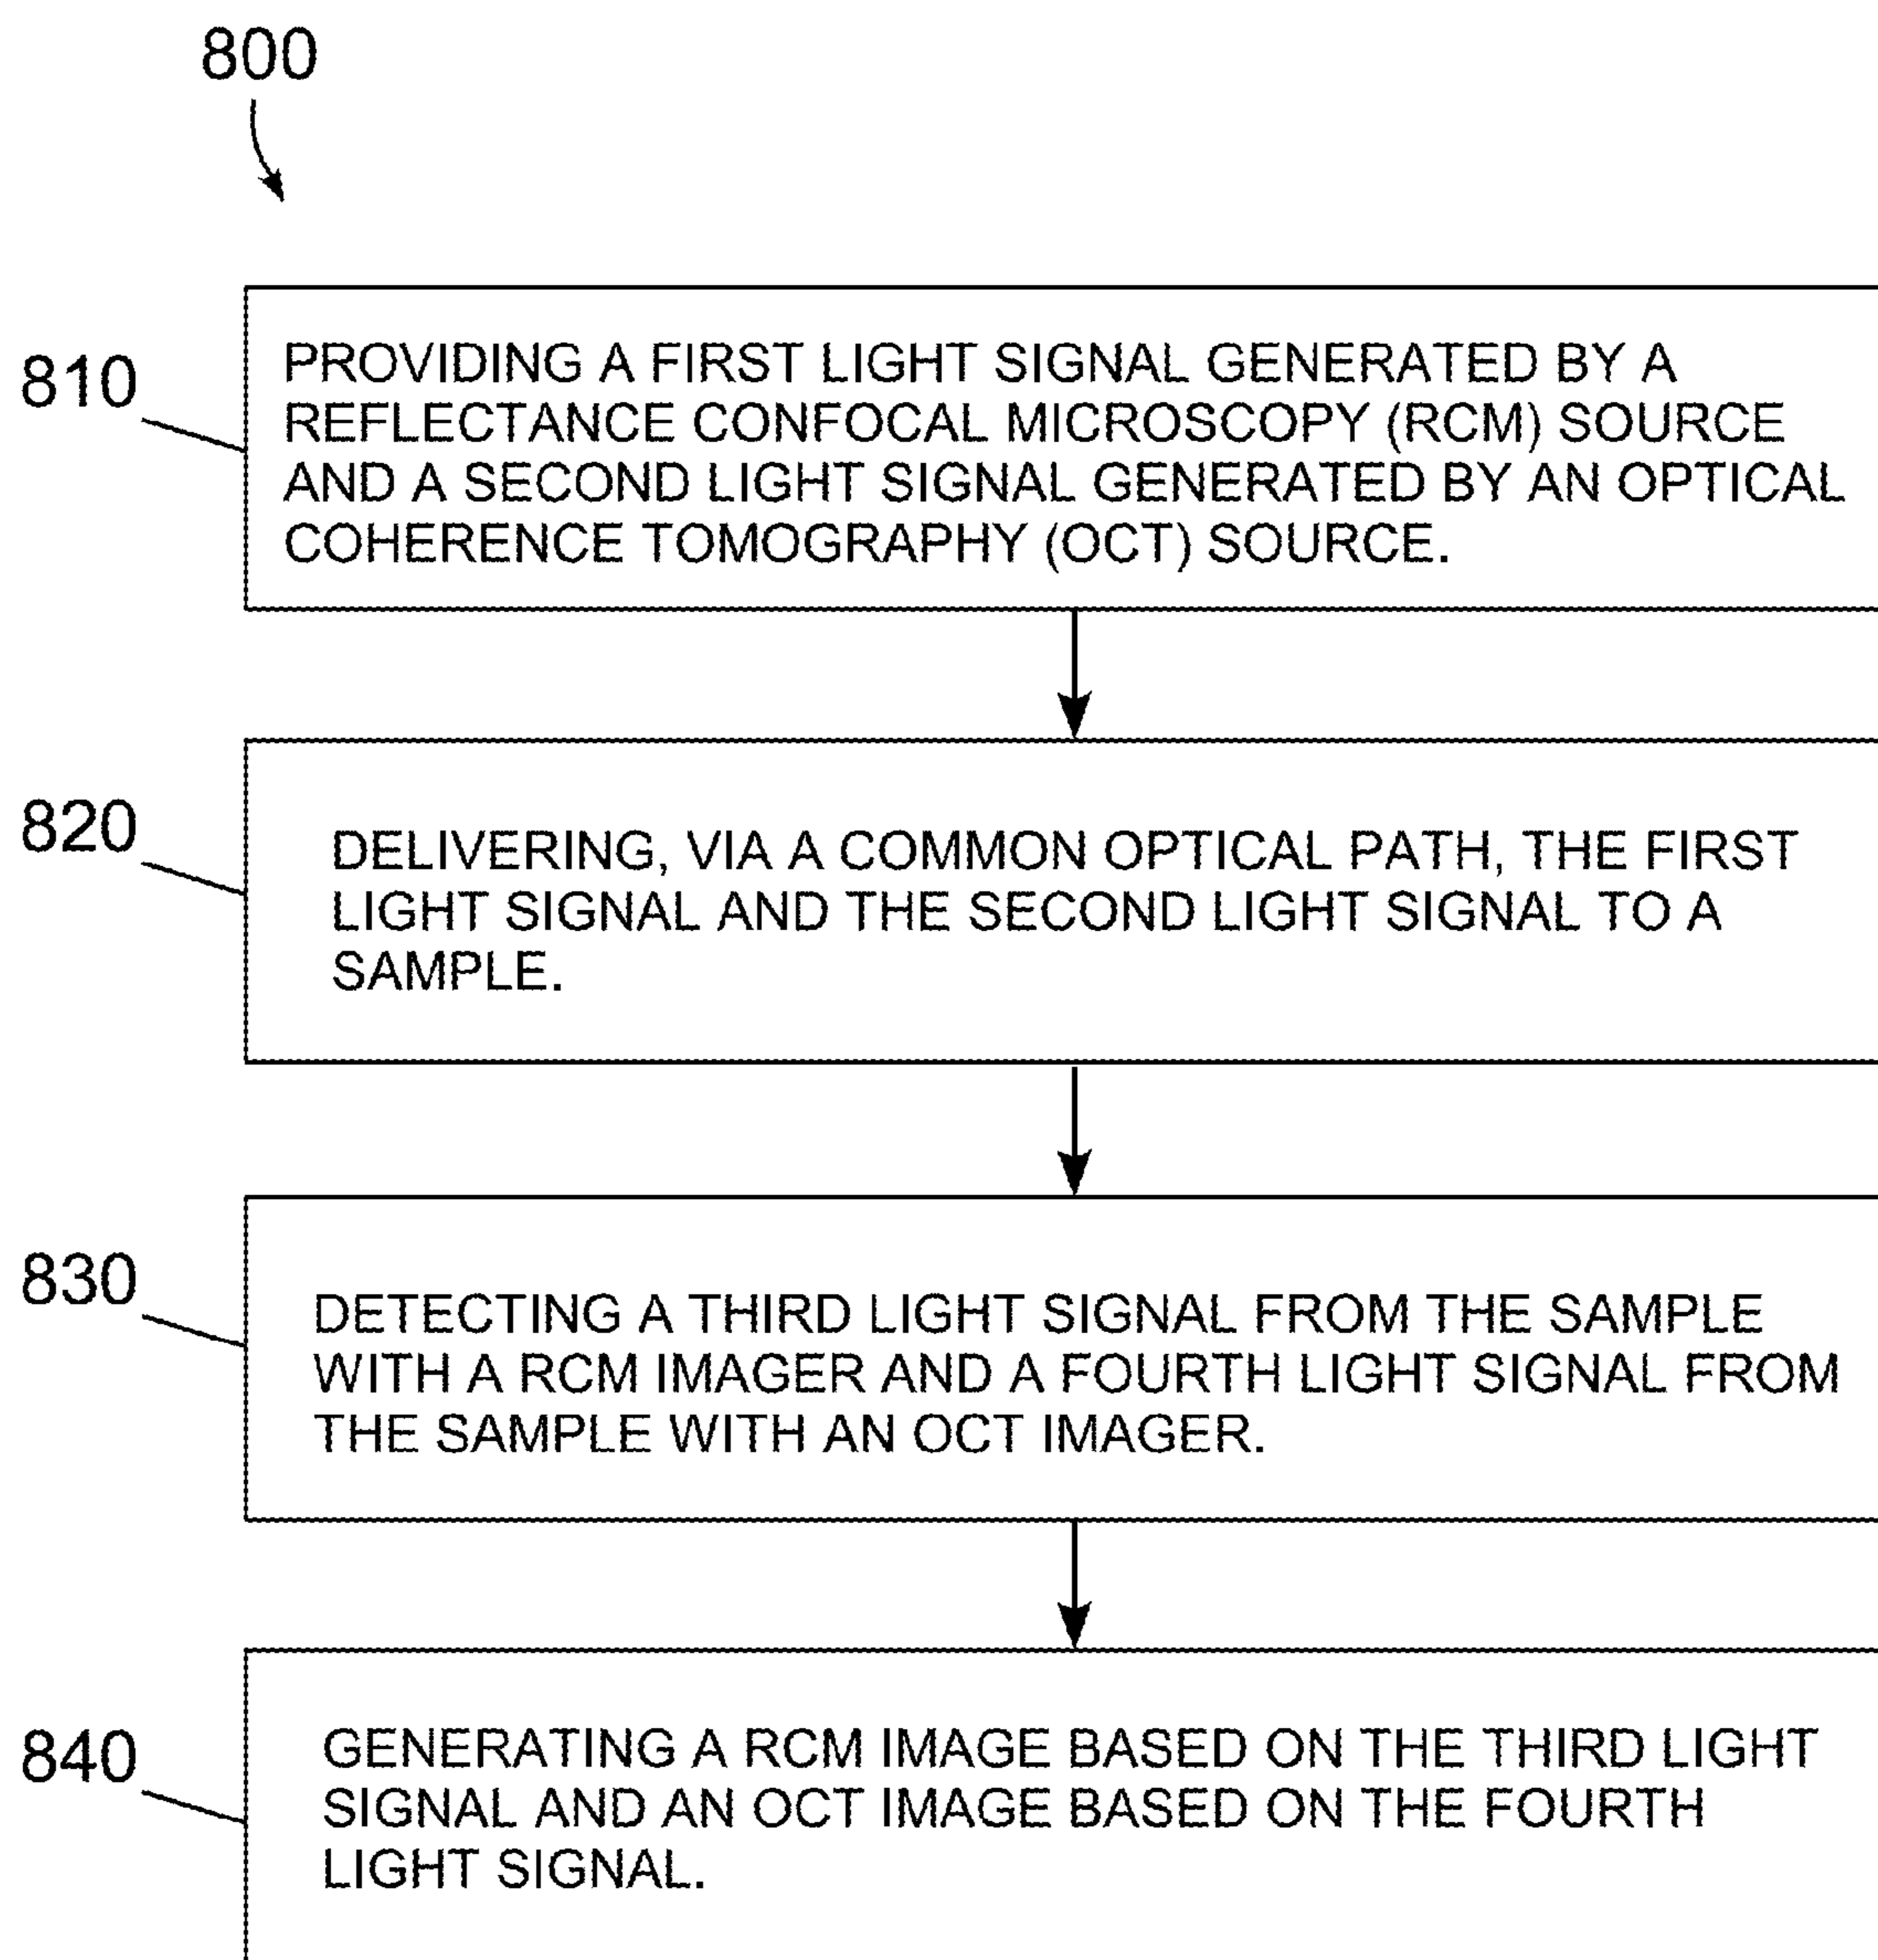 800
810
PROVIDING A FIRST LIGHT SIGNAL GENERATED BY A
REFLECTANCE CONFOCAL MICROSCOPY (RCM) SOURCE
AND A SECOND LIGHT SIGNAL GENERATED BY AN OPTICAL
COHERENCE TOMOGRAPHY (OCT) SOURCE.
820
DELIVERING, VIA A COMMON OPTICAL PATH, THE FIRST
LIGHT SIGNAL AND THE SECOND LIGHT SIGNAL TO A
SAMPLE.
830
DETECTING A THIRD LIGHT SIGNAL FROM THE SAMPLE
WITH A RCM IMAGER AND A FOURTH LIGHT SIGNAL FROM
THE SAMPLE WITH AN OCT IMAGER.
840
GENERATING A RCM IMAGE BASED ON THE THIRD LIGHT
SIGNAL AND AN OCT IMAGE BASED ON THE FOURTH
LIGHT SIGNAL.